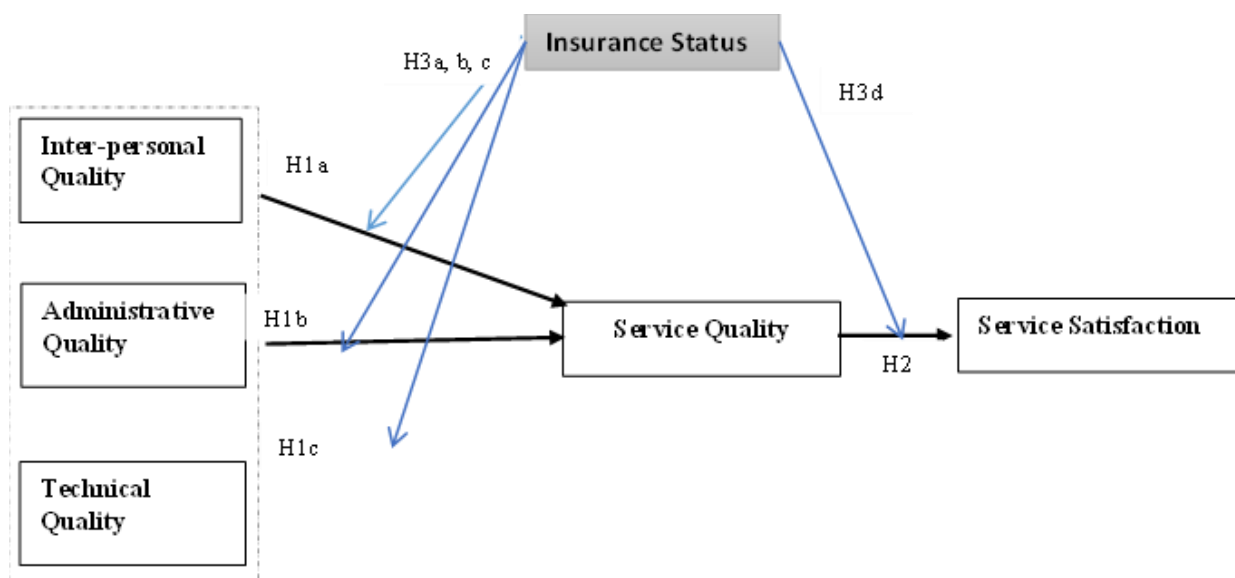 Insurance Status
H3a, b, c
H3d
Inter-personal
Quality
H1a
Administrative
Quality
H1b
Service Quality
Service Satisfaction
H2
H1c
Technical
Quality